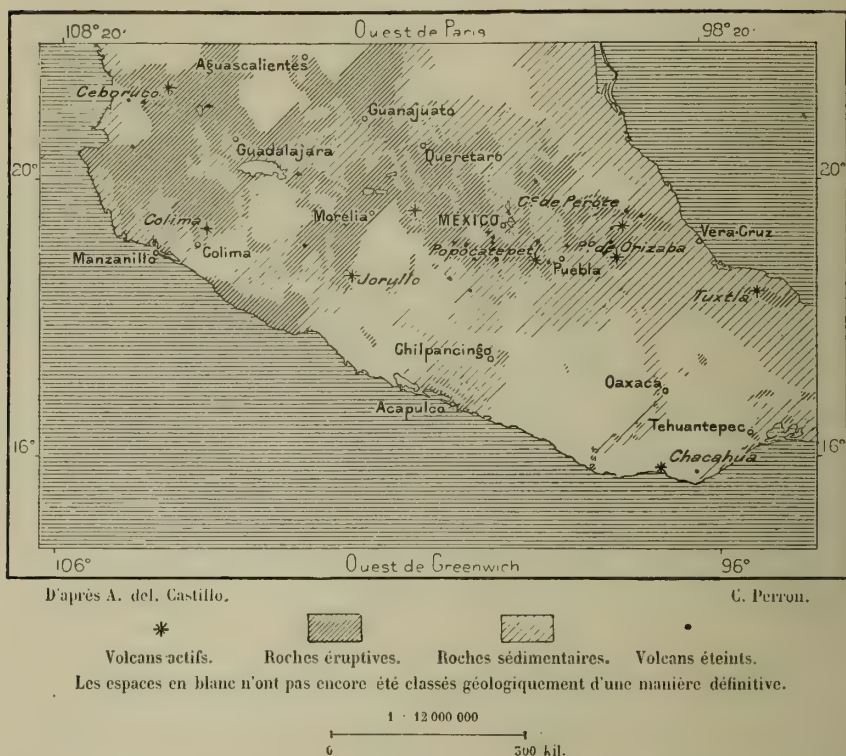 108° 20' Ouest de Paris 98° 20'
Aguascalientes
Ceboruco
Guanajuato
Guadalajara
Queretaro
20° 20°
Cᵉ de Perote
Morelia
MEXICO
Colima
Vera-Cruz
Pᵒ de Orizaba
Colima
Popocatepet
Manzanillo
Puebla
Jorullo
Tuxtla
Chilpancingo
Oaxaca
Acapulco
Tehuantepec
16° 16°
Chacahua
106° Ouest de Greenwich 96°
D'après A. del. Castillo. C. Perron.
Volcans actifs. Roches éruptives. Roches sédimentaires. Volcans éteints.
Les espaces en blanc n'ont pas encore été classés géologiquement d'une manière définitive.
1 : 12 000 000
0 300 kil.